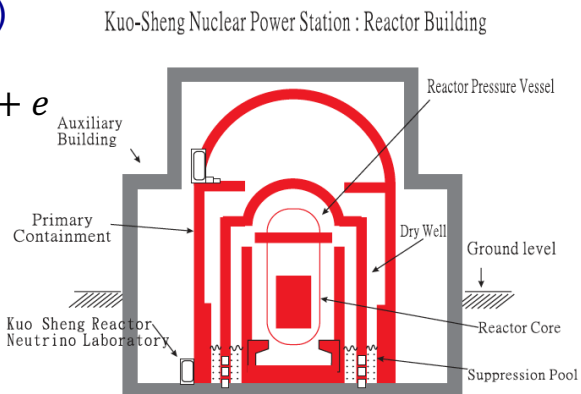 )
Kuo-Sheng Nuclear Power Station : Reactor Building
+ e
Reactor Pressure Vessel
Auxiliary
Building
Primary
Containment
Dry Well
Ground level
Kuo Sheng Reactor
Neutrino Laboratory
Reactor Core
Suppression Pool